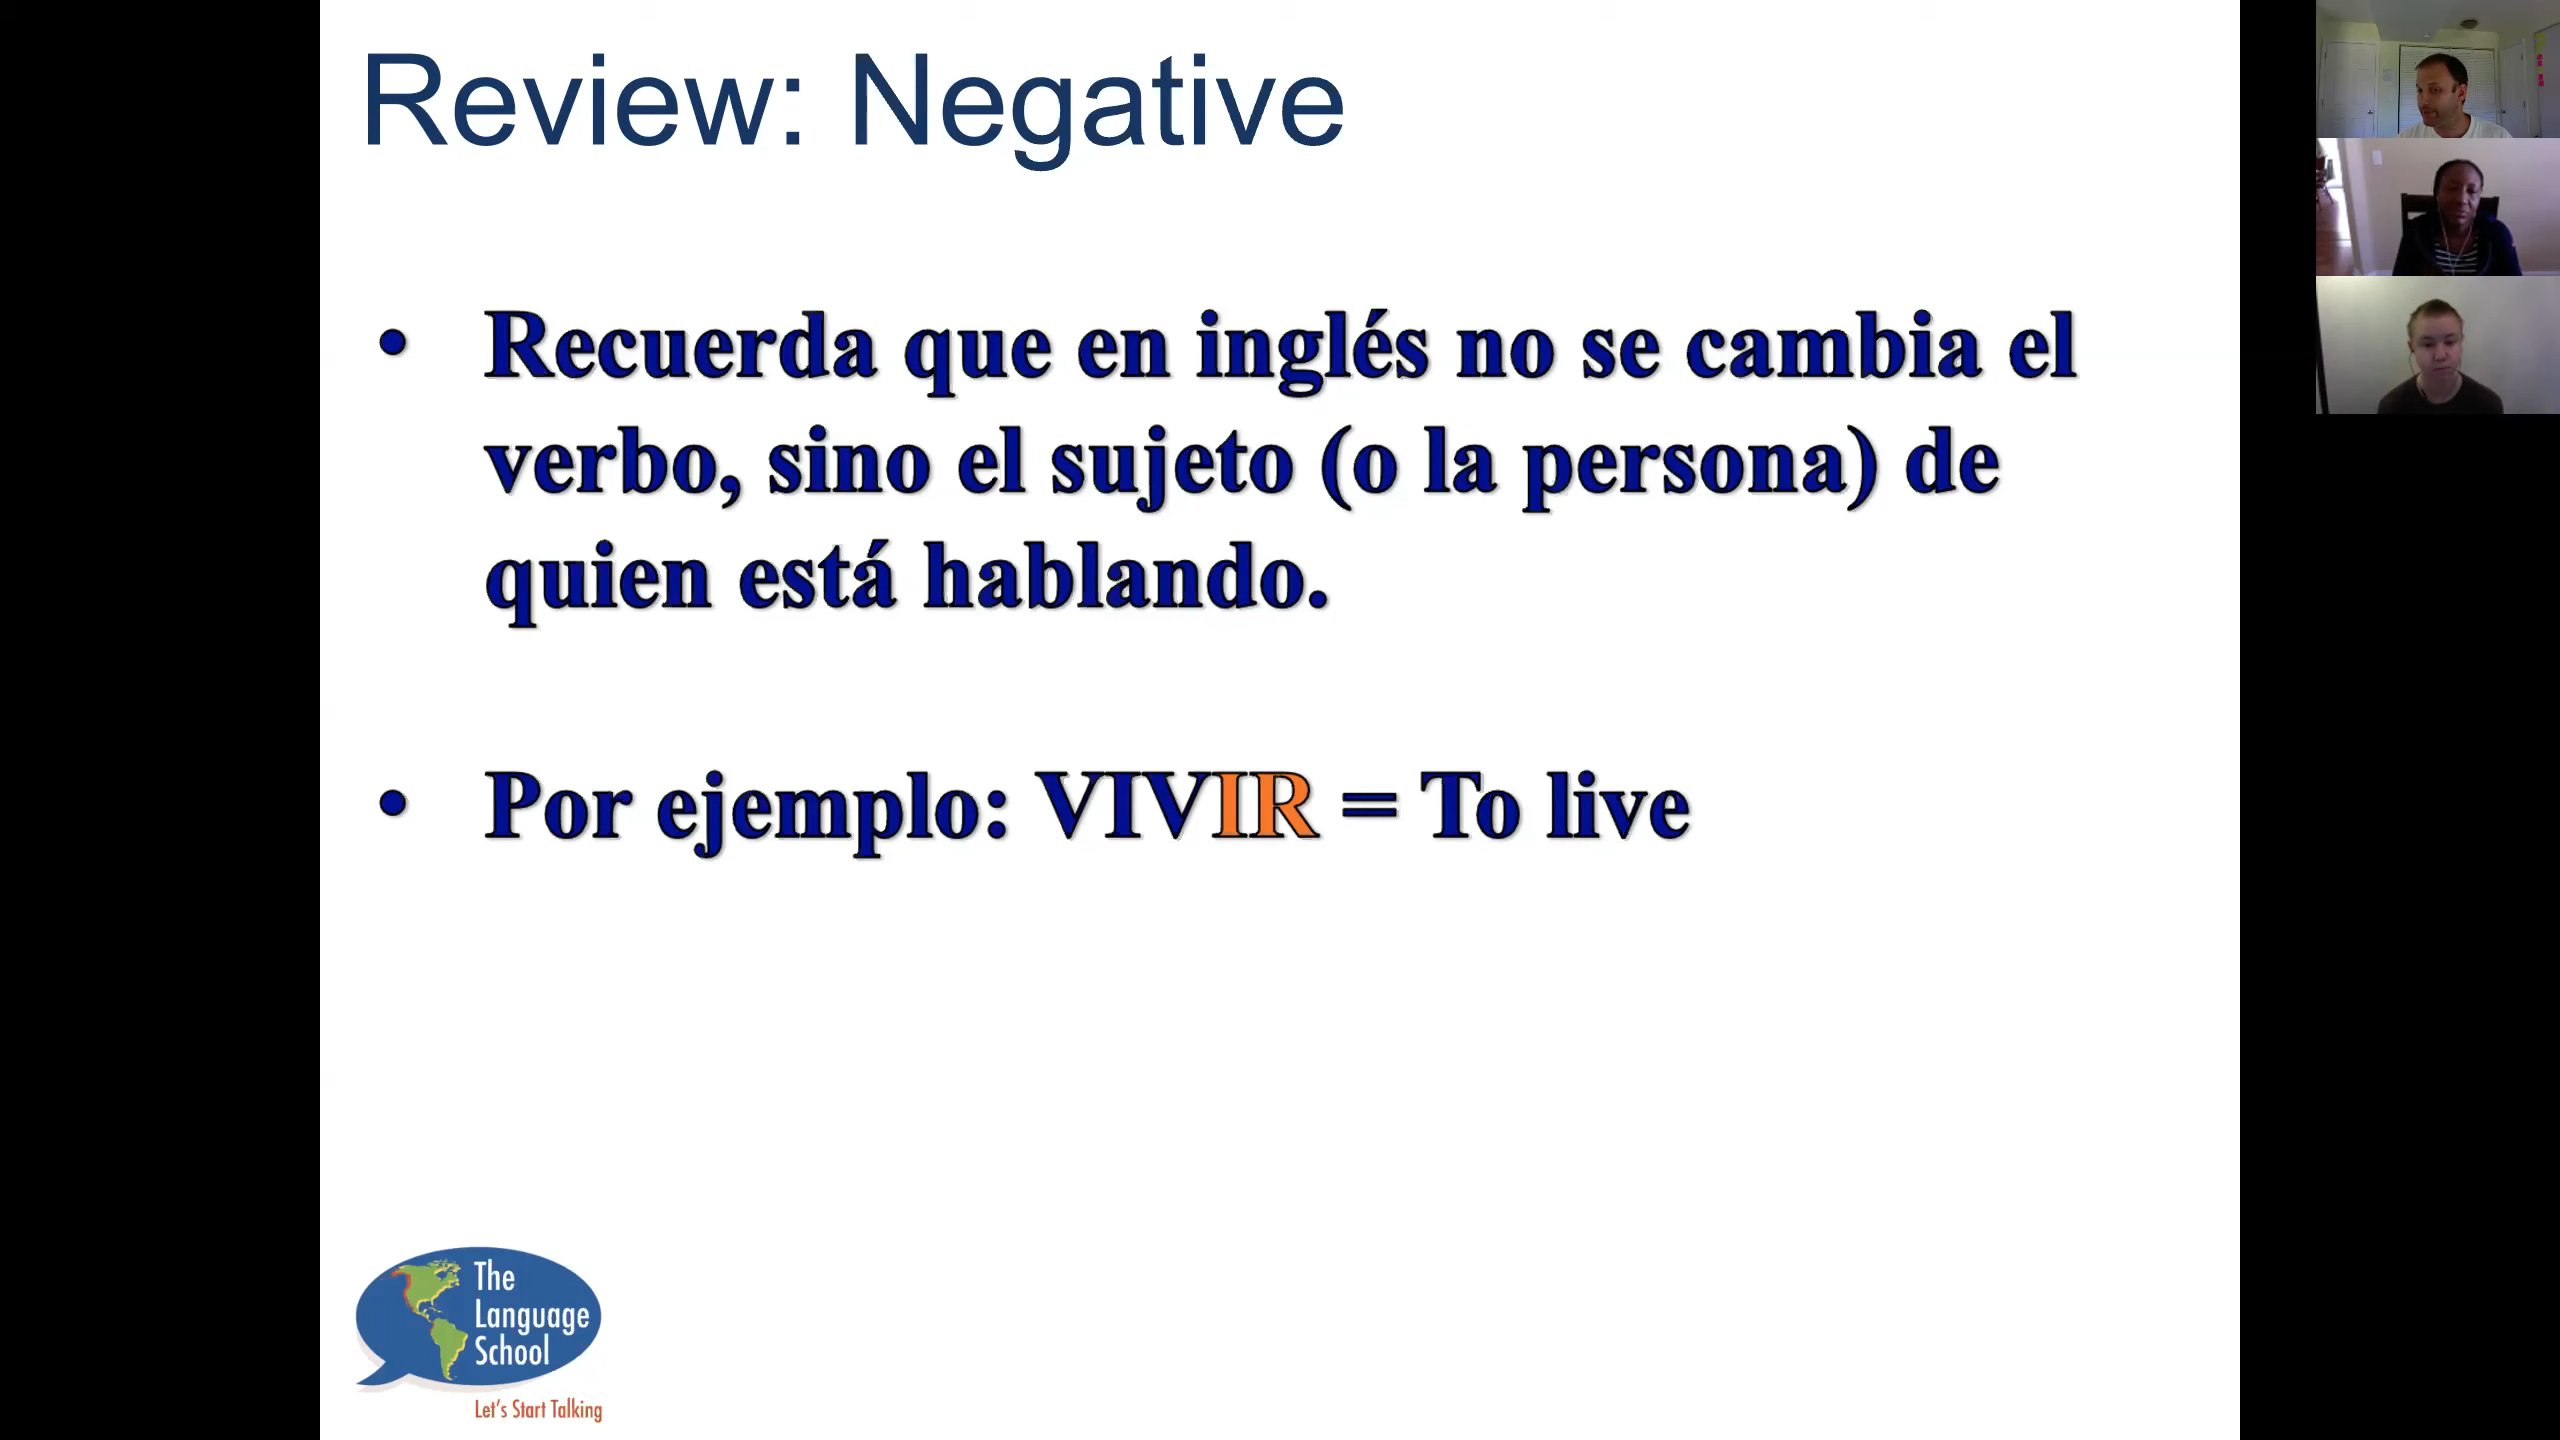 Review: Negative
• Recuerda que en inglés no se cambia el
verbo, sino el sujeto (o la persona) de
quien está hablando.
• Por ejemplo: VIVIR = To live
The
Language
School
Let's Start Talking